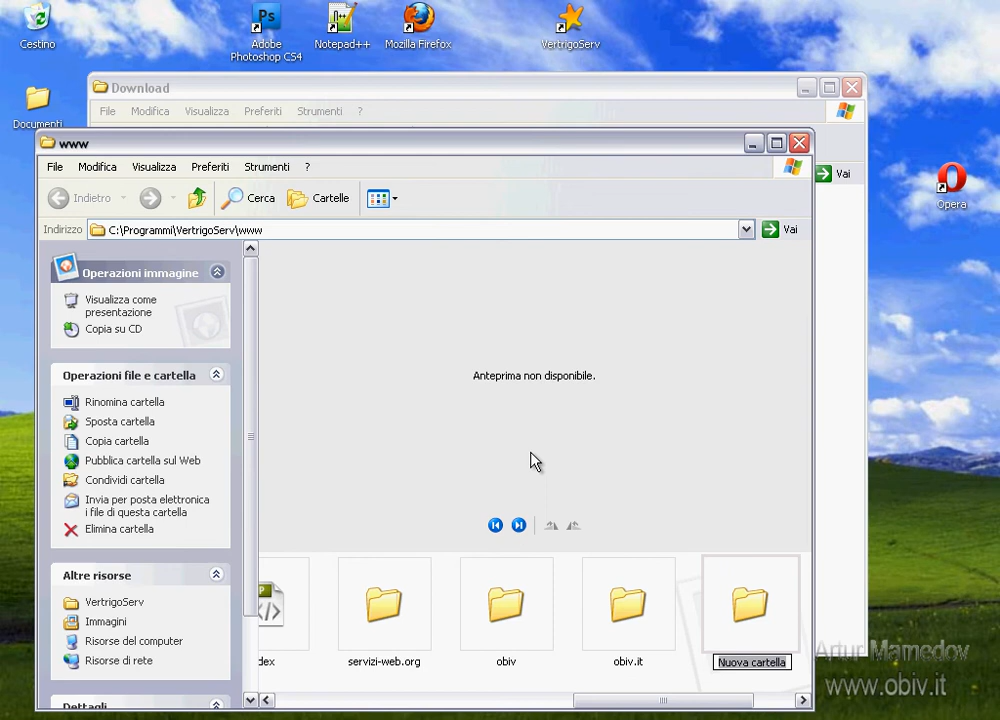 Cestino
Adobe
Photoshop CS4
Notepad++
Mozilla Firefox
VertrigoServ
Documenti
Download
File Modifica Visualizza Preferiti Strumenti ?
Vai
Opera
www
File Modifica Visualizza Preferiti Strumenti ?
Indietro Cerca Cartelle
Indirizzo C:\Programmi\VertrigoServ\www Vai
Operazioni immagine
Visualizza come
presentazione
Copia su CD
Operazioni file e cartella
Rinomina cartella
Sposta cartella
Copia cartella
Pubblica cartella sul Web
Condividi cartella
Invia per posta elettronica
i file di questa cartella
Elimina cartella
Altre risorse
VertrigoServ
Immagini
Risorse del computer
Risorse di rete
Dettagli
Anteprima non disponibile.
dex
servizi-web.org
obiv
obiv.it
Nuova cartella
Artur Mamedov
www.obiv.it